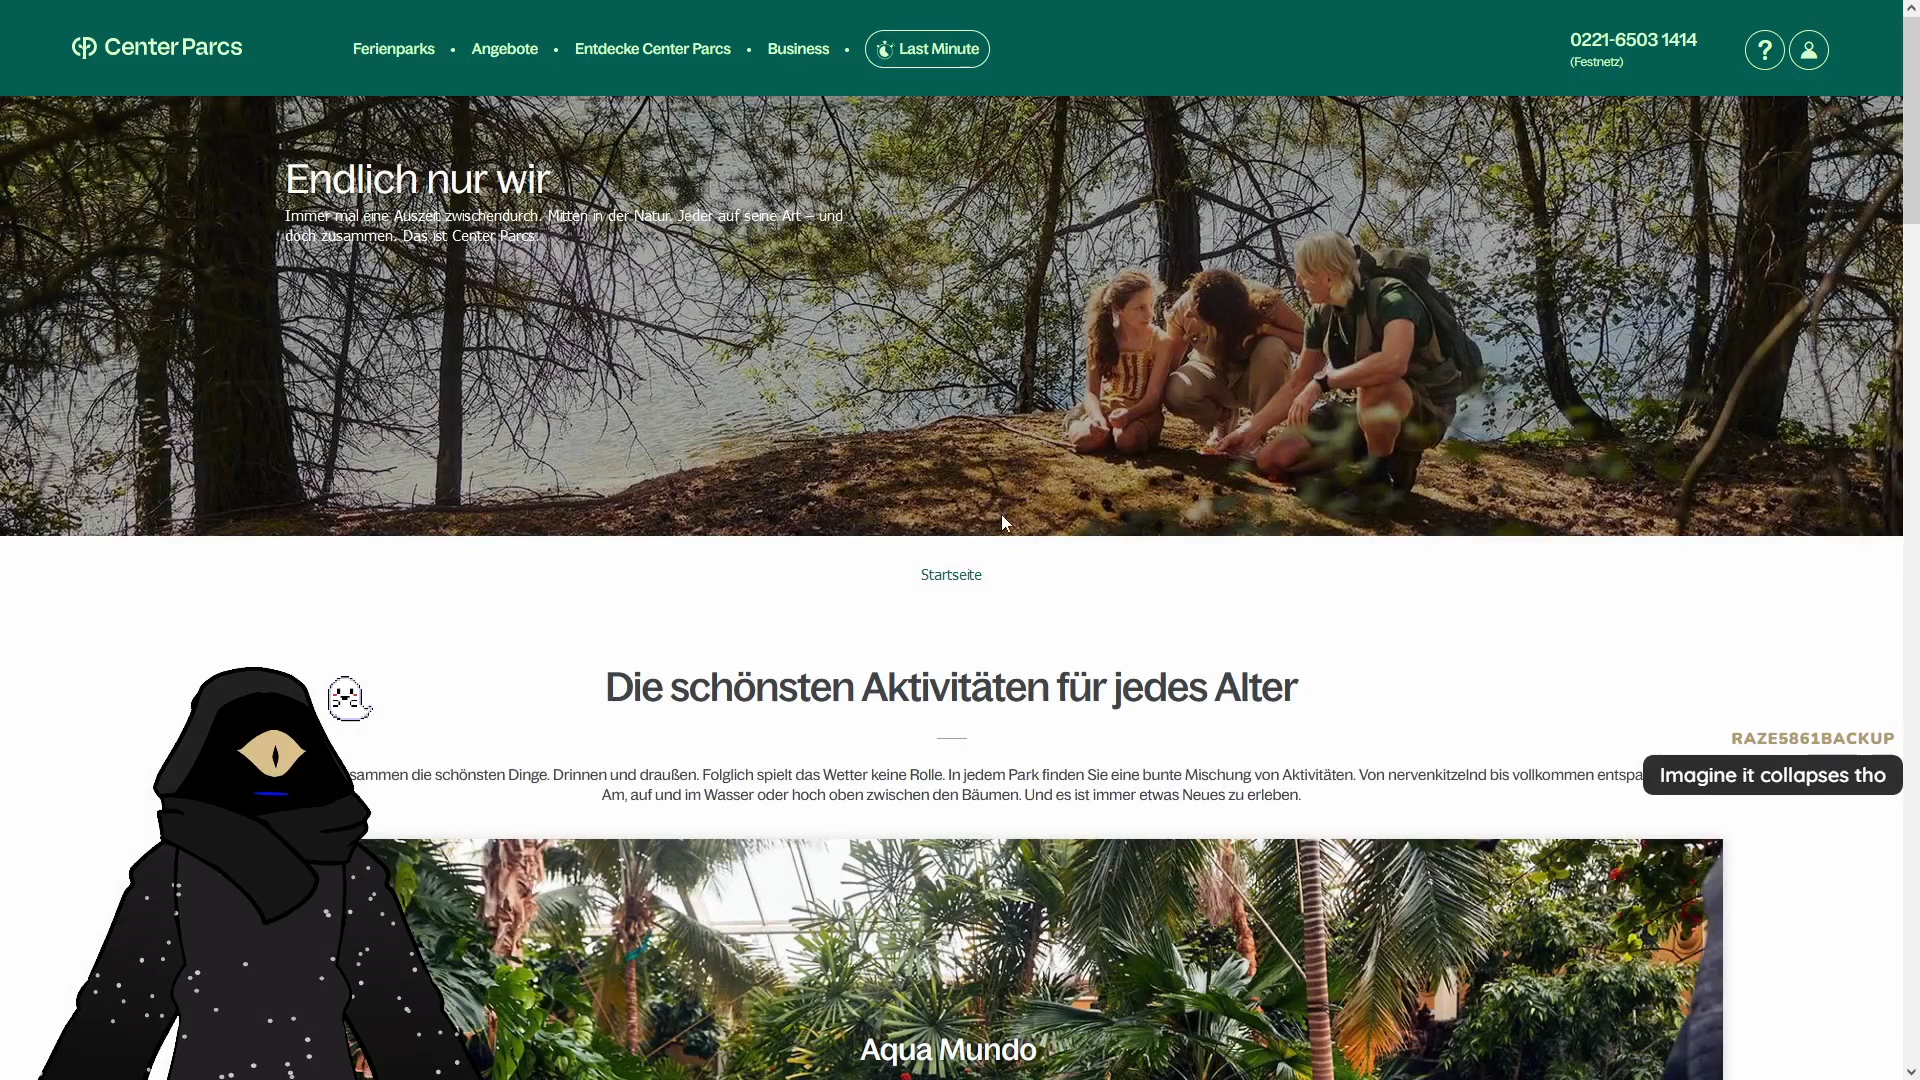 Center Parcs
Ferienparks • Angebote • Entdecke Center Parcs • Business • Last Minute
0221-6503 1414
(Festnetz)
?
Endlich nur wir
Immer mal eine Auszeit zwischendurch. Mitten in der Natur. Jeder auf seine Art – und
doch zusammen. Das ist Center Parcs.
Startseite
Die schönsten Aktivitäten für jedes Alter
RAZE5861BACKUP
Imagine it collapses tho
sammen die schönsten Dinge. Drinnen und draußen. Folglich spielt das Wetter keine Rolle. In jedem Park finden Sie eine bunte Mischung von Aktivitäten. Von nervenkitzelnd bis vollkommen entspa
Am, auf und im Wasser oder hoch oben zwischen den Bäumen. Und es ist immer etwas Neues zu erleben.
Aqua Mundo